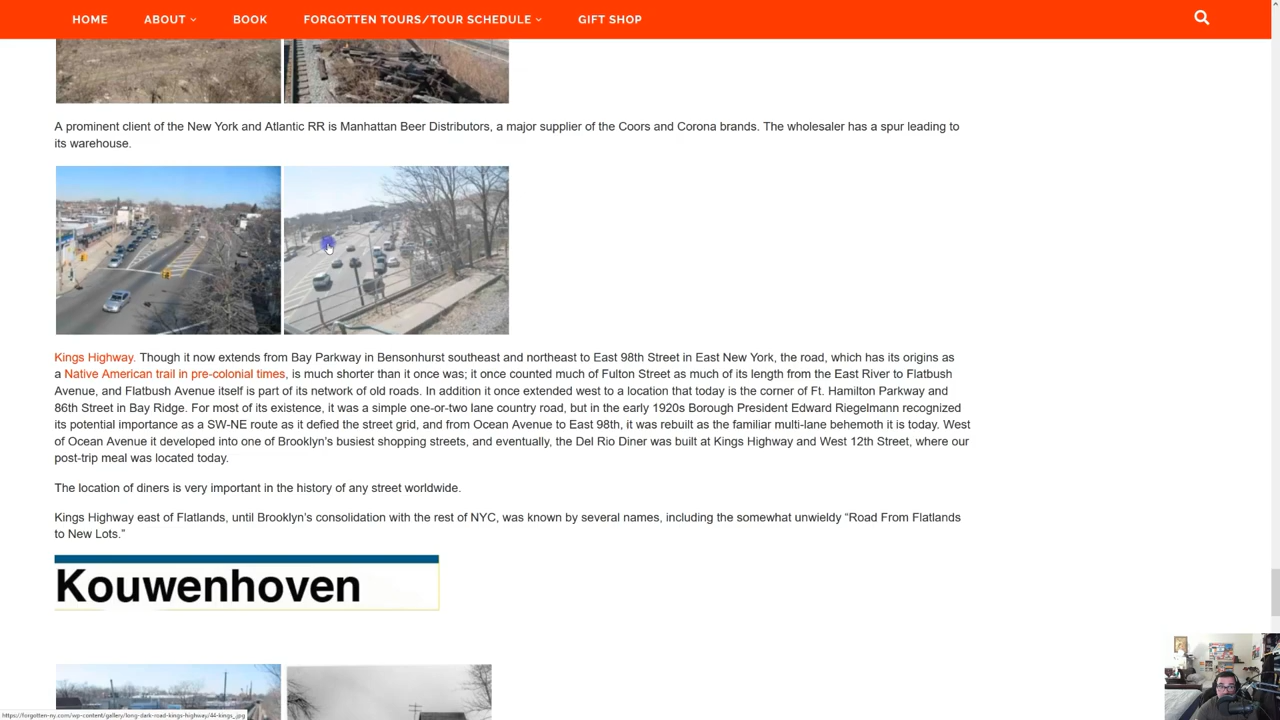 HOME ABOUT BOOK FORGOTTEN TOURS/TOUR SCHEDULE GIFT SHOP
A prominent client of the New York and Atlantic RR is Manhattan Beer Distributors, a major supplier of the Coors and Corona brands. The wholesaler has a spur leading to
its warehouse.
Kings Highway. Though it now extends from Bay Parkway in Bensonhurst southeast and northeast to East 98th Street in East New York, the road, which has its origins as
a Native American trail in pre-colonial times, is much shorter than it once was; it once counted much of Fulton Street as much of its length from the East River to Flatbush
Avenue, and Flatbush Avenue itself is part of its network of old roads. In addition it once extended west to a location that today is the corner of Ft. Hamilton Parkway and
86th Street in Bay Ridge. For most of its existence, it was a simple one-or-two lane country road, but in the early 1920s Borough President Edward Riegelmann recognized
its potential importance as a SW-NE route as it defied the street grid, and from Ocean Avenue to East 98th, it was rebuilt as the familiar multi-lane behemoth it is today. West
of Ocean Avenue it developed into one of Brooklyn's busiest shopping streets, and eventually, the Del Rio Diner was built at Kings Highway and West 12th Street, where our
post-trip meal was located today.
The location of diners is very important in the history of any street worldwide.
Kings Highway east of Flatlands, until Brooklyn's consolidation with the rest of NYC, was known by several names, including the somewhat unwieldy “Road From Flatlands
to New Lots.”
Kouwenhoven
https://forgotten-ny.com/wp-content/gallery/long-dark-road-kings-highway/44-kings_.jpg